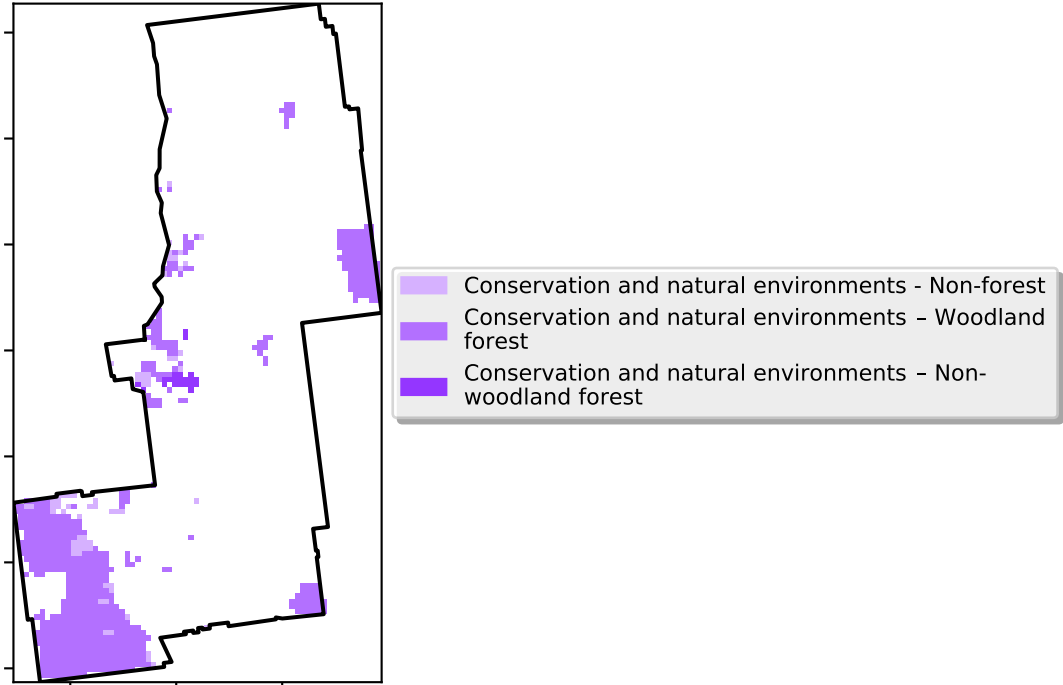 Conservation and natural environments - Non-forest
Conservation and natural environments – Woodland
forest
Conservation and natural environments – Non-
woodland forest